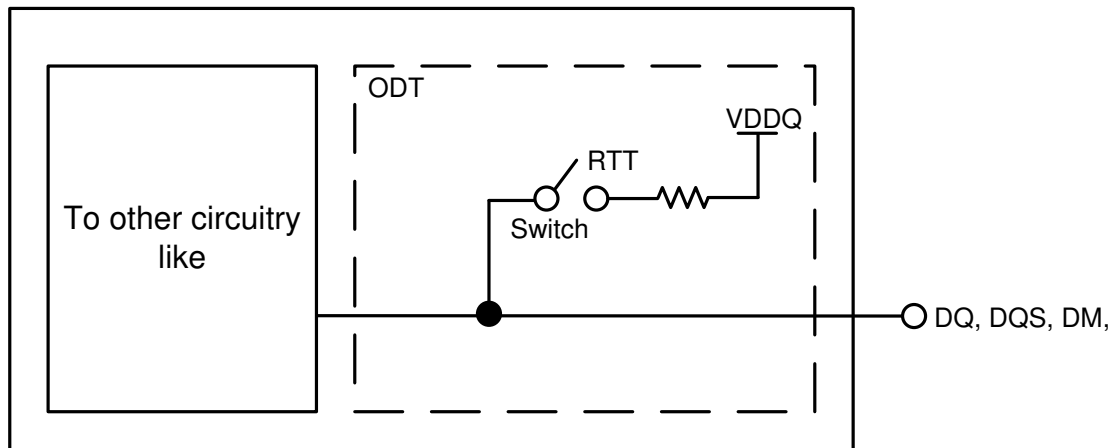 ODT
VDDQ
RTT
Switch
To other circuitry
like
DQ, DQS, DM,